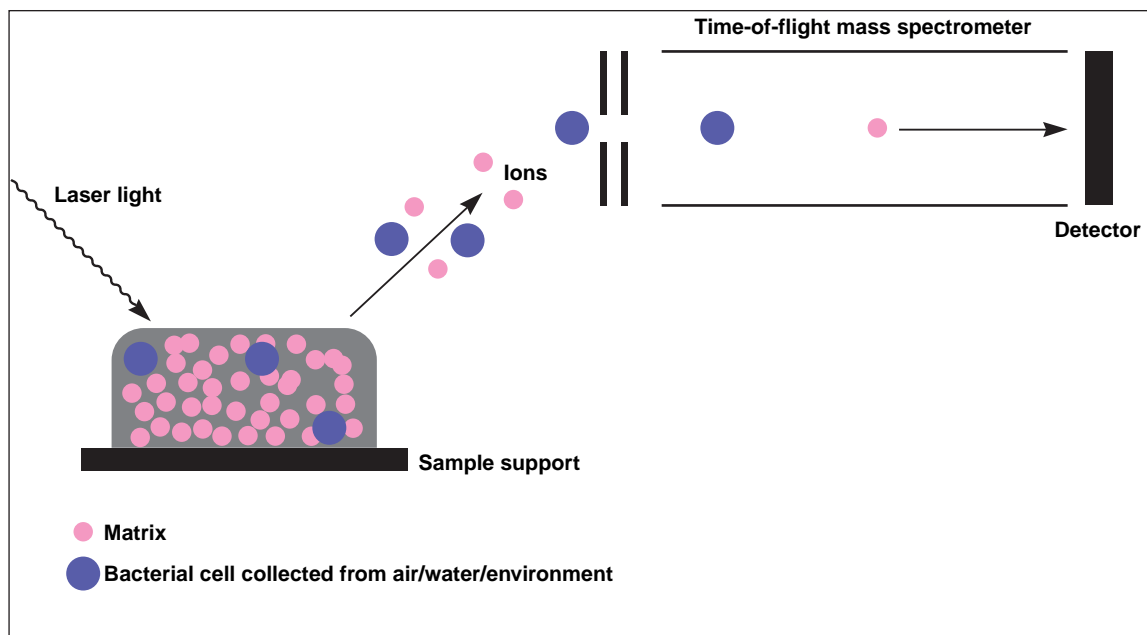 Time-of-flight mass spectrometer
Laser light
Ions
Detector
Sample support
Matrix
Bacterial cell collected from air/water/environment